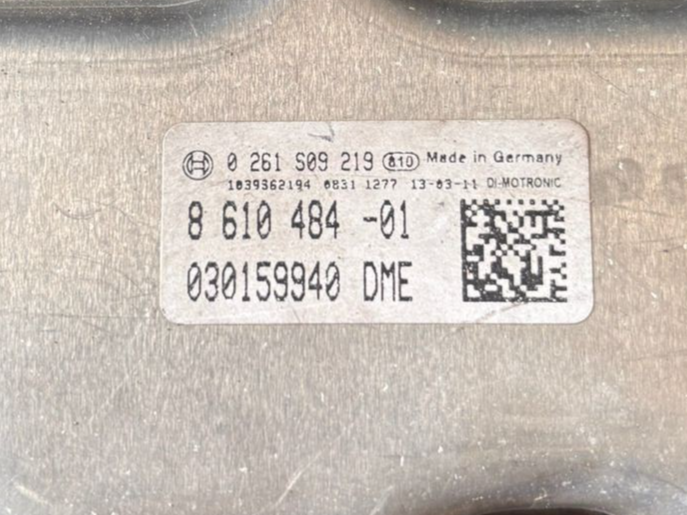 0 261 S09 219 610 Made in Germany
1039362194 0831 1277 13-03-11 DI-MOTRONIC
8 610 484 -01
030159940 DME